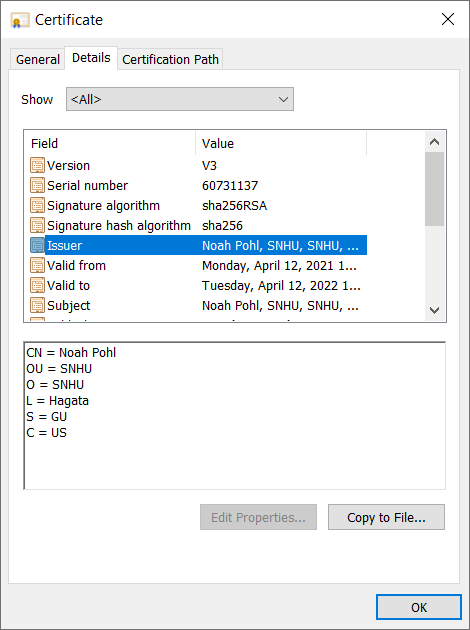 Certificate
General Details Certification Path
Show <All>
Field Value
Version V3
Serial number 60731137
Signature algorithm sha256RSA
Signature hash algorithm sha256
Issuer Noah Pohl, SNHU, SNHU, ...
Valid from Monday, April 12, 2021 1...
Valid to Tuesday, April 12, 2022 1...
Subject Noah Pohl, SNHU, SNHU, ...
CN = Noah Pohl
OU = SNHU
O = SNHU
L = Hagata
S = GU
C = US
Edit Properties... Copy to File...
OK